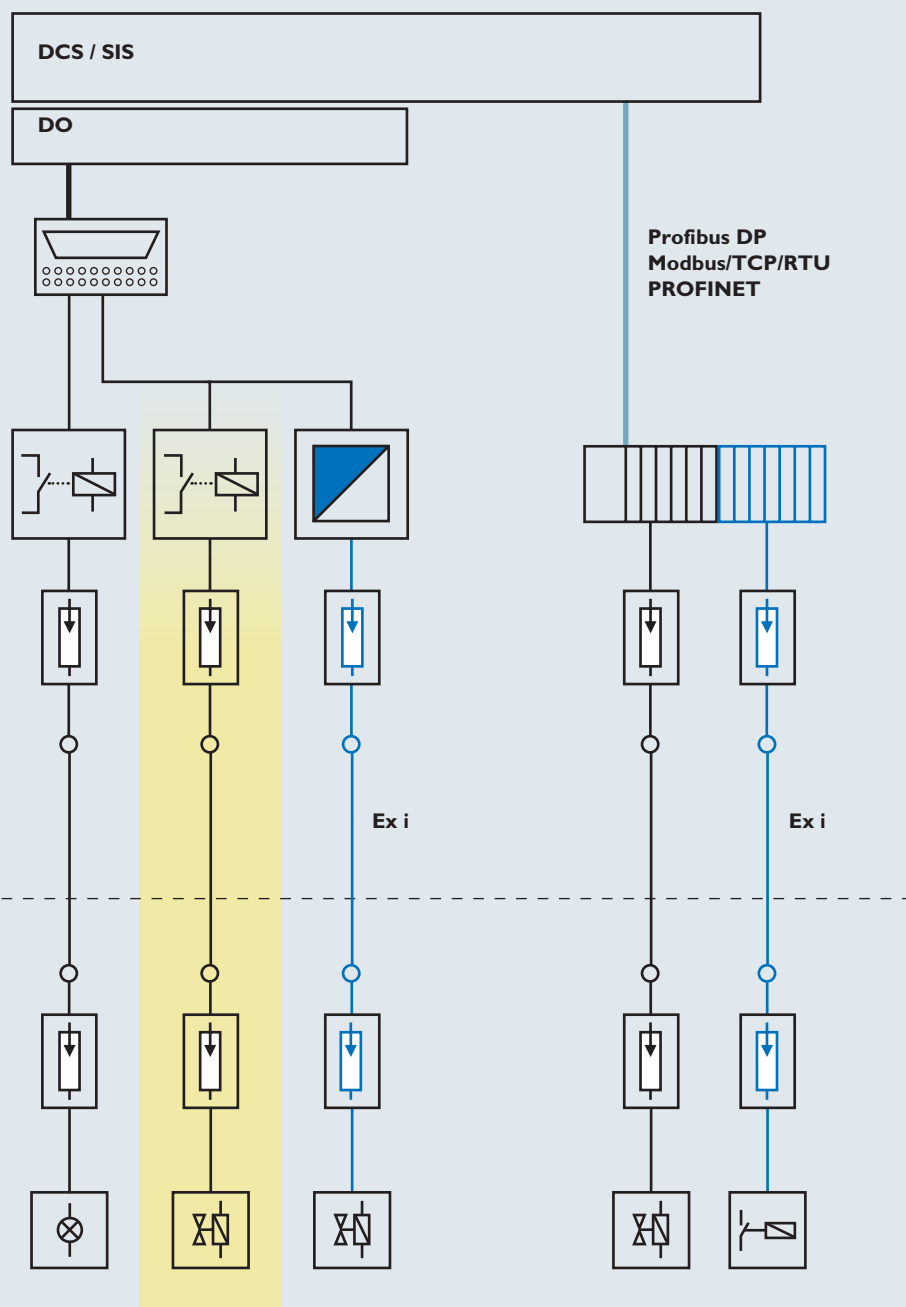 DCS / SIS
DO
Profibus DP
Modbus/TCP/RTU
PROFINET
Ex i
Ex i